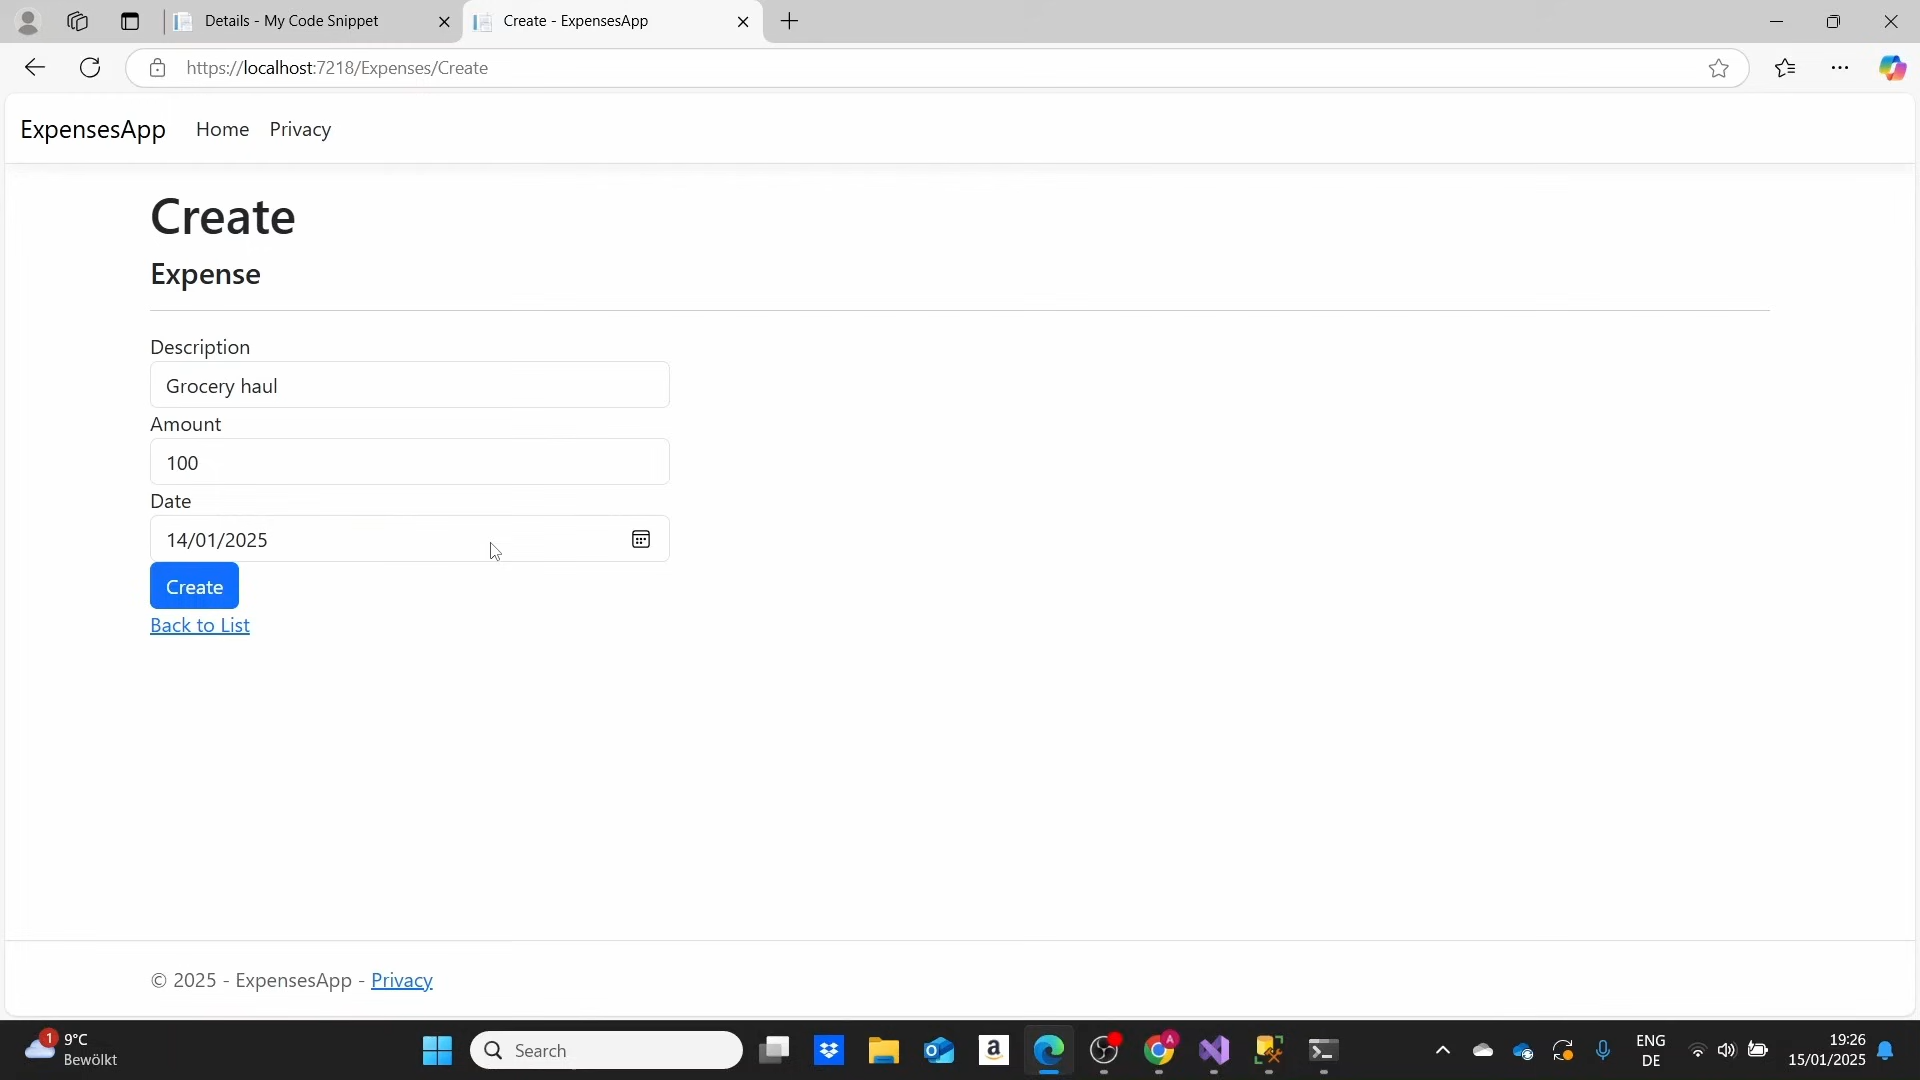 Details - My Code Snippet
Create - ExpensesApp
https://localhost:7218/Expenses/Create
ExpensesApp Home Privacy
Create
Expense
Description
Grocery haul
Amount
100
Date
14/01/2025
Create
Back to List
© 2025 - ExpensesApp - Privacy
1
9°C
Bewölkt
Search
a
A
ENG
DE
19:26
15/01/2025